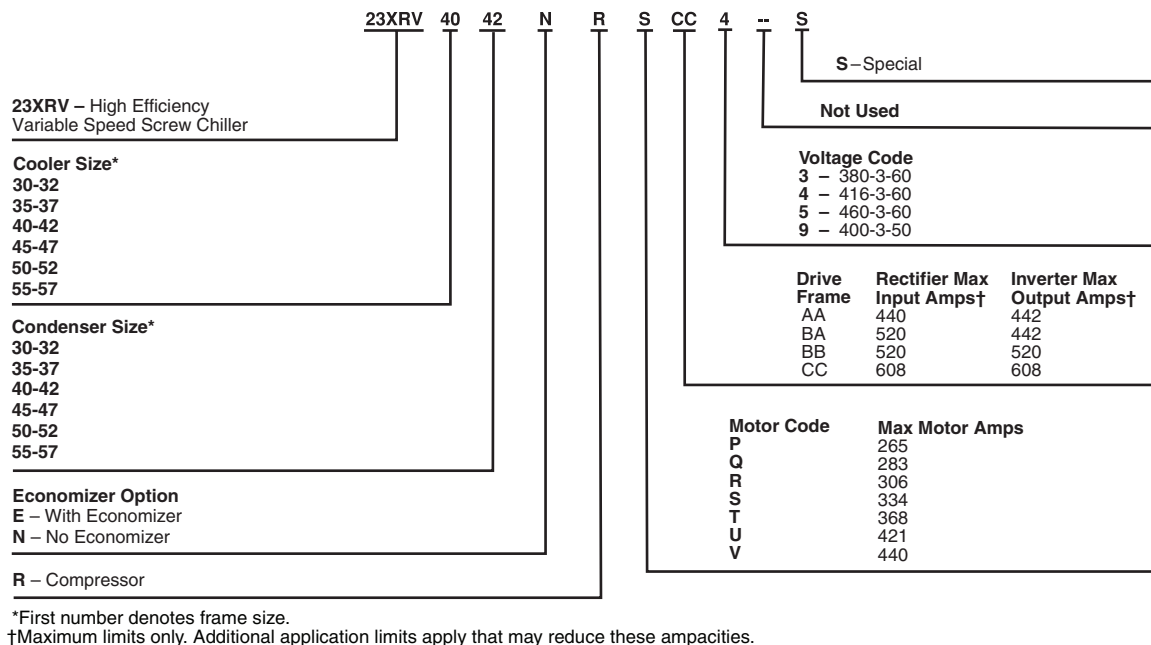 23XRV 40 42 N R S CC 4 -- S
S–Special
23XRV – High Efficiency
Variable Speed Screw Chiller
Not Used
Cooler Size*
30-32
35-37
40-42
45-47
50-52
55-57
Voltage Code
3 – 380-3-60
4 – 416-3-60
5 – 460-3-60
9 – 400-3-50
Drive Rectifier Max Inverter Max
Frame Input Amps† Output Amps†
AA 440 442
BA 520 442
BB 520 520
CC 608 608
Condenser Size*
30-32
35-37
40-42
45-47
50-52
55-57
Motor Code Max Motor Amps
P 265
Q 283
R 306
S 334
T 368
U 421
V 440
Economizer Option
E – With Economizer
N – No Economizer
R – Compressor
*First number denotes frame size.
†Maximum limits only. Additional application limits apply that may reduce these ampacities.